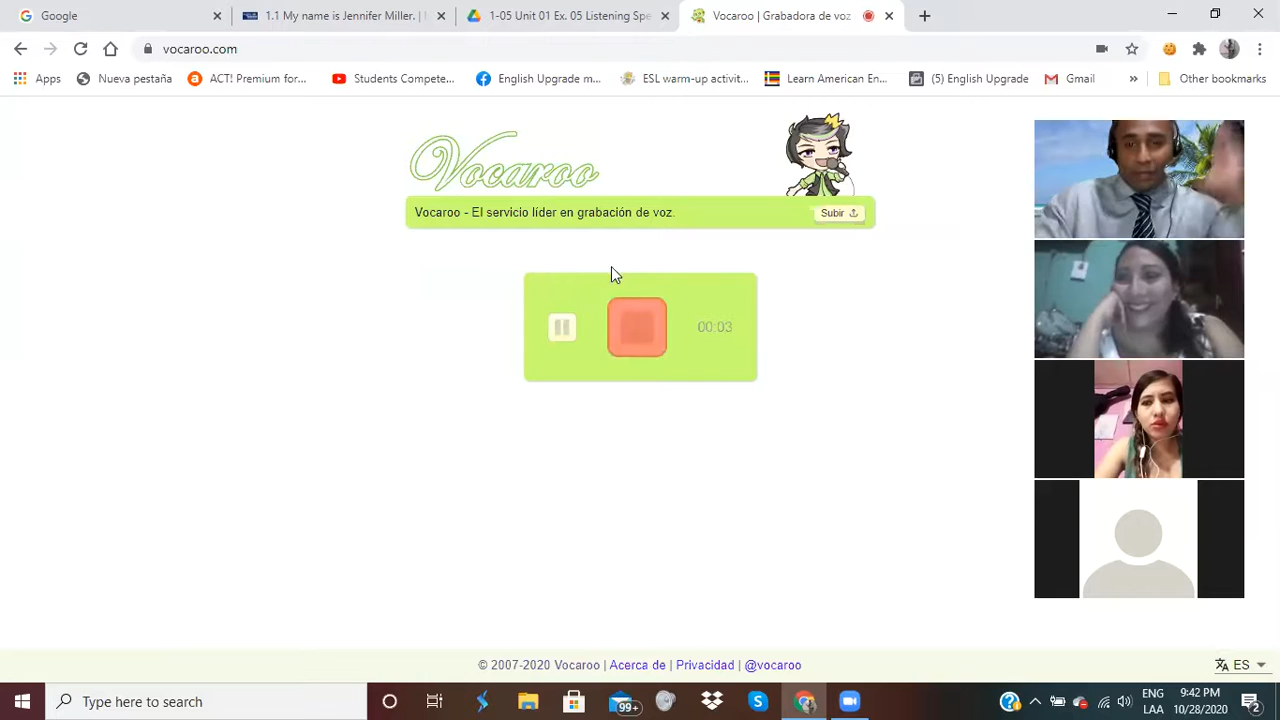 Google
1.1 My name is Jennifer Miller.
1-05 Unit 01 Ex. 05 Listening Spe
Vocaroo | Grabadora de voz
vocaroo.com
Apps
Nueva pestaña
ACT! Premium for...
Students Compete...
English Upgrade m...
ESL warm-up activit...
Learn American En...
(5) English Upgrade
Gmail
»
Other bookmarks
Vocaroo
Vocaroo - El servicio líder en grabación de voz.
Subir
00:03
© 2007-2020 Vocaroo | Acerca de | Privacidad | @vocaroo
ES
Type here to search
99+
ENG
LAA
9:42 PM
10/28/2020
2